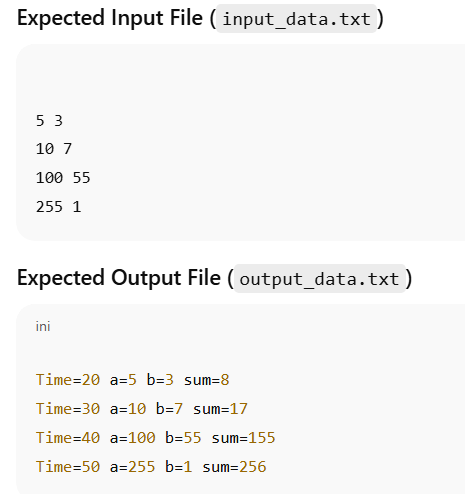 Expected Input File (input_data.txt)
5 3
10 7
100 55
255 1
Expected Output File (output_data.txt)
ini
Time=20 a=5 b=3 sum=8
Time=30 a=10 b=7 sum=17
Time=40 a=100 b=55 sum=155
Time=50 a=255 b=1 sum=256